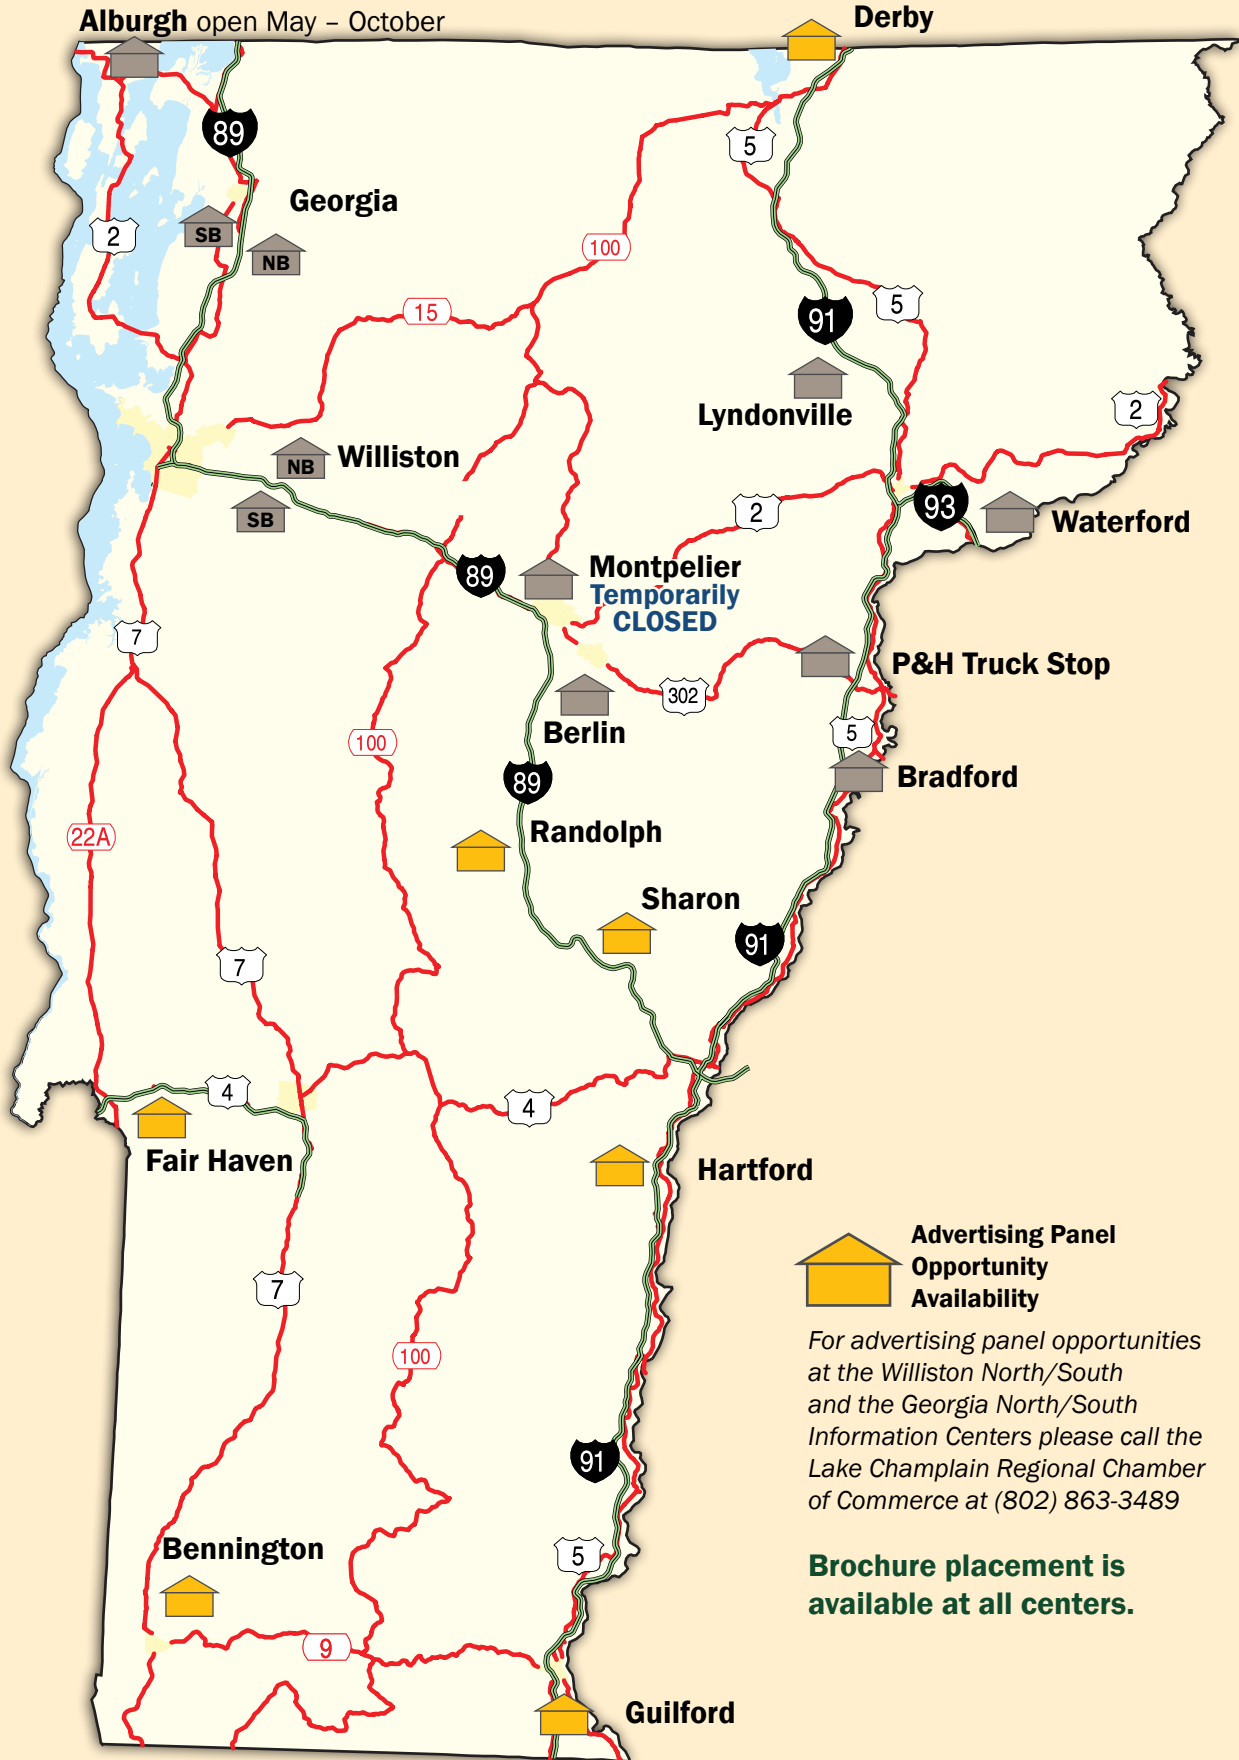 Alburgh open May – October
Derby
89
5
Georgia
2
SB
NB
100
15
91
5
Lyndonville
2
NB
Williston
SB
2
93
Waterford
89
Montpelier
Temporarily
CLOSED
7
P&H Truck Stop
302
Berlin
5
100
89
Bradford
22A
Randolph
Sharon
91
7
4
4
Fair Haven
Hartford
7
Advertising Panel
Opportunity
Availability
100
For advertising panel opportunities
at the Williston North/South
and the Georgia North/South
Information Centers please call the
Lake Champlain Regional Chamber
of Commerce at (802) 863-3489
91
Bennington
5
Brochure placement is
available at all centers.
9
Guilford